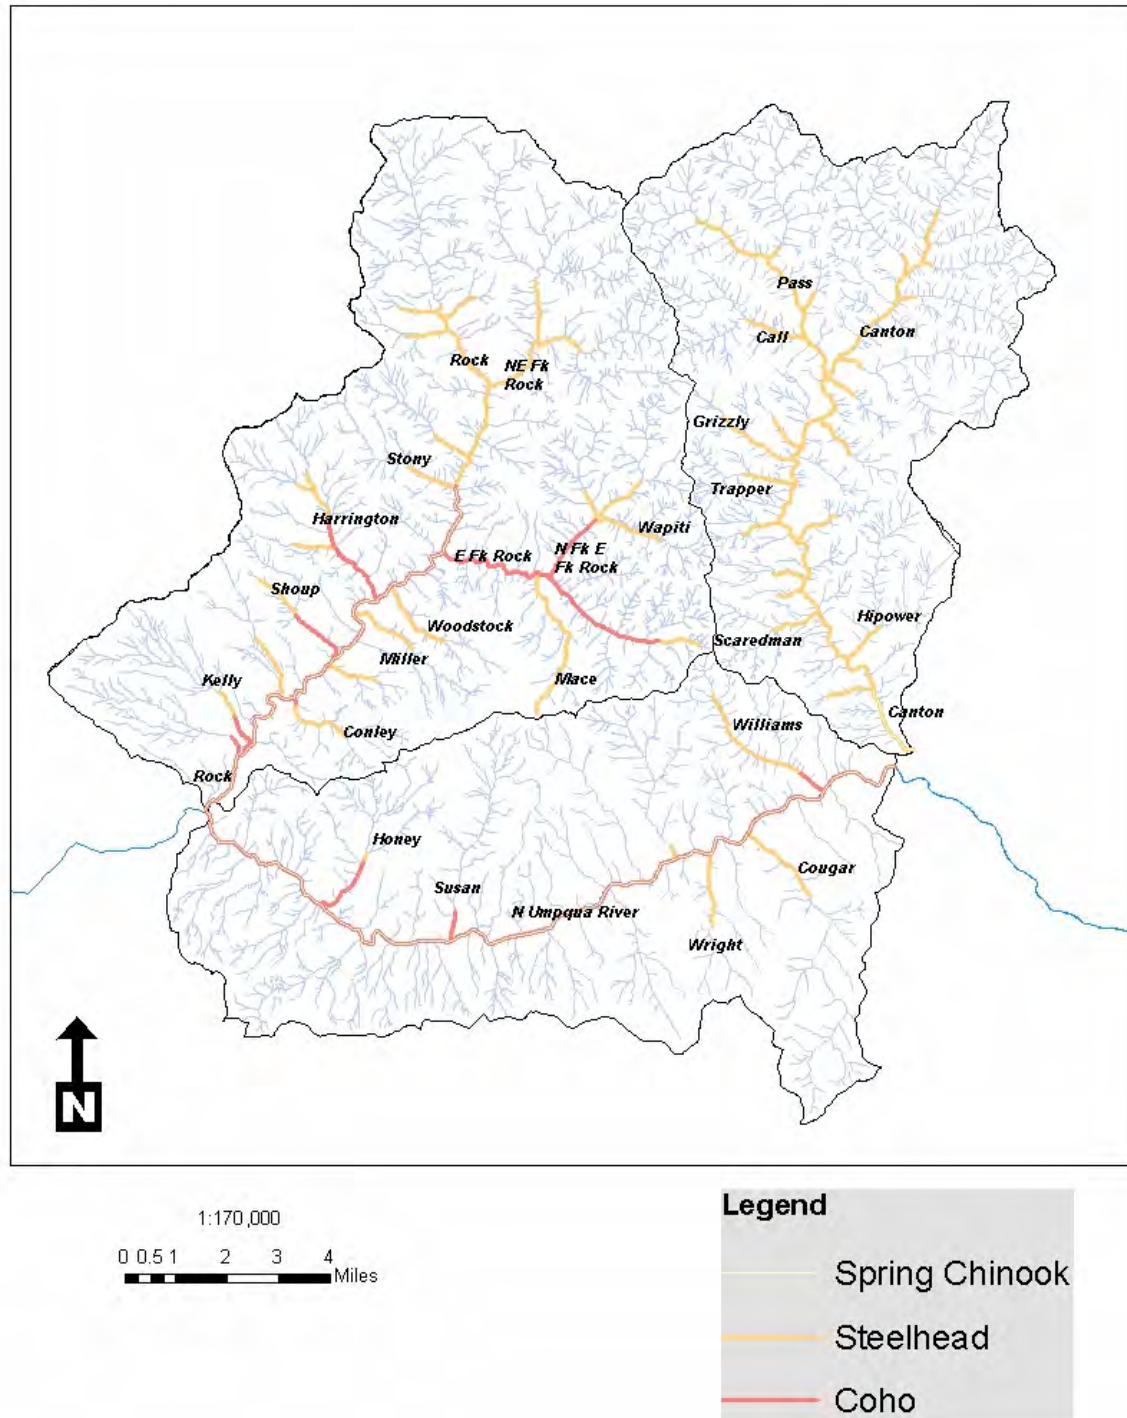 Pass
Call
Canton
Rock
NE Fk
Rock
Grizzly
Stony
Trapper
Harrington
Wapiti
E Fk Rock
N Fk E
Fk Rock
Shoup
Hipower
Woodstock
Scaredman
Miller
Kelly
Mace
Canton
Williams
Conley
Rock
Honey
Cougar
Susan
N Umpqua River
Wright
N
1:170,000
0 0.5 1 2 3 4
Miles
Legend
Spring Chinook
Steelhead
Coho